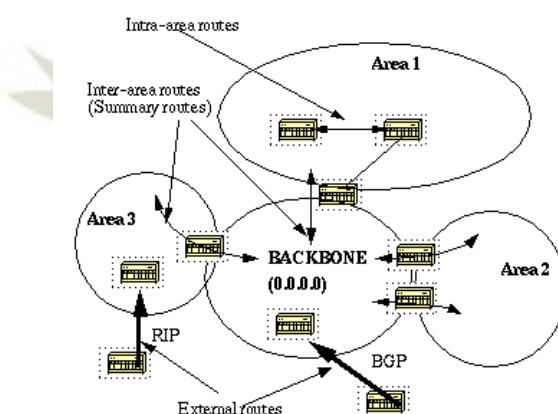 Intra-area routes
Area 1
Inter-area routes
(Summary routes)
Area 3
BACKBONE
(0.0.0.0)
Area 2
RIP
BGP
External routes